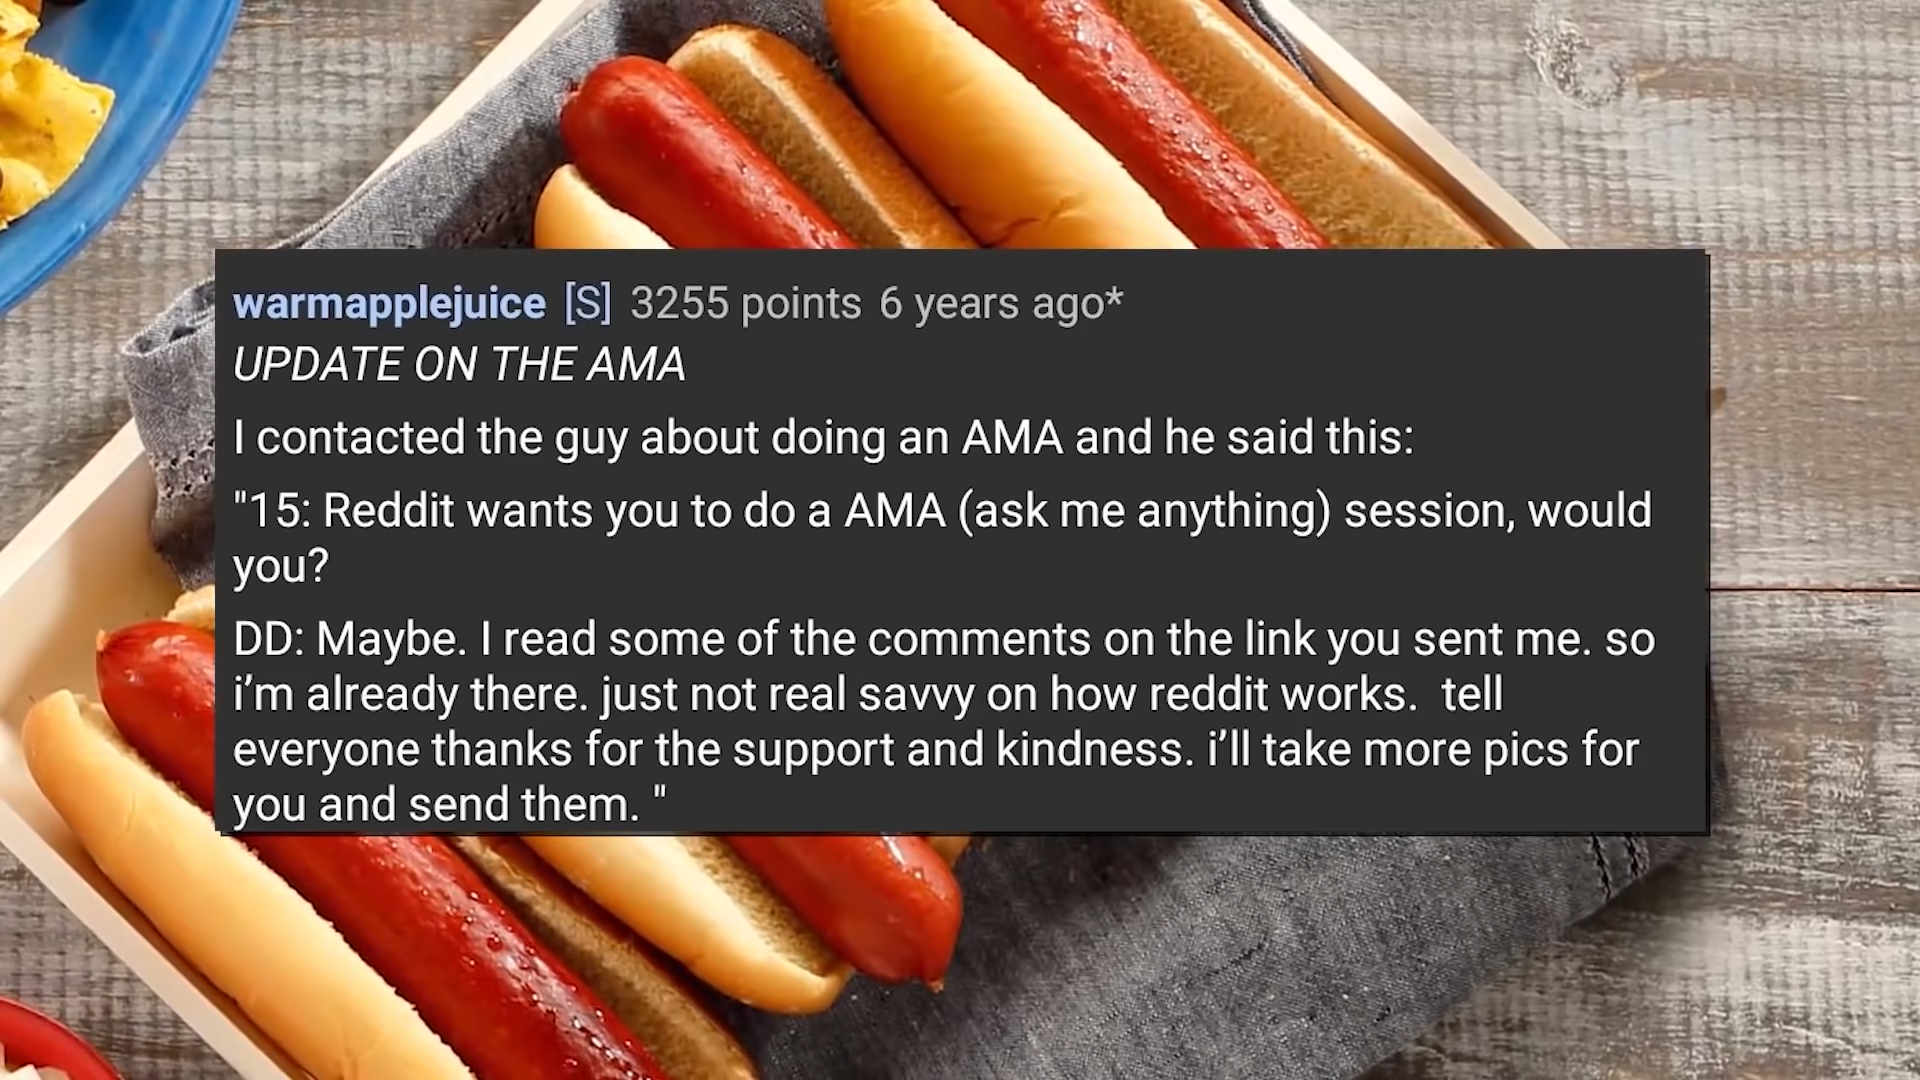 warmapplejuice [S] 3255 points 6 years ago*
UPDATE ON THE AMA
I contacted the guy about doing an AMA and he said this:
"15: Reddit wants you to do a AMA (ask me anything) session, would
you?
DD: Maybe. I read some of the comments on the link you sent me. so
i’m already there. just not real savvy on how reddit works.  tell
everyone thanks for the support and kindness. i’ll take more pics for
you and send them. "